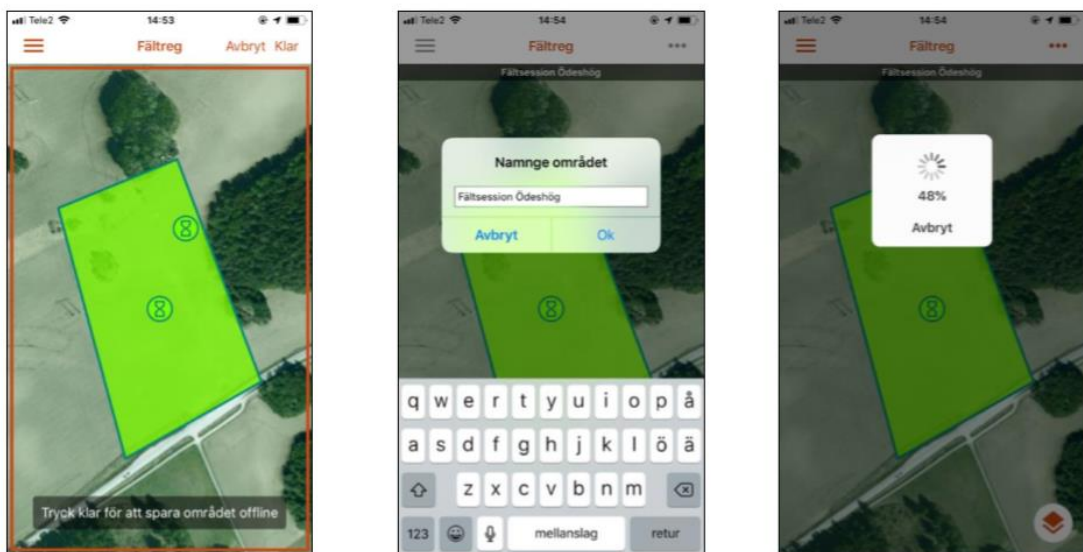 Tele2 14:53
Fältreg Avbryt Klar
Tryck klar för att spara området offline
Tele2 14:54
Fältreg
Fältsession Ödeshög
Namnge området
Fältsession Ödeshög
Avbryt Ok
q w e r t y u i o p å
a s d f g h j k l ö ä
z x c v b n m
123 mellanslag retur
Tele2 14:54
Fältreg
Fältsession Ödeshög
48%
Avbryt